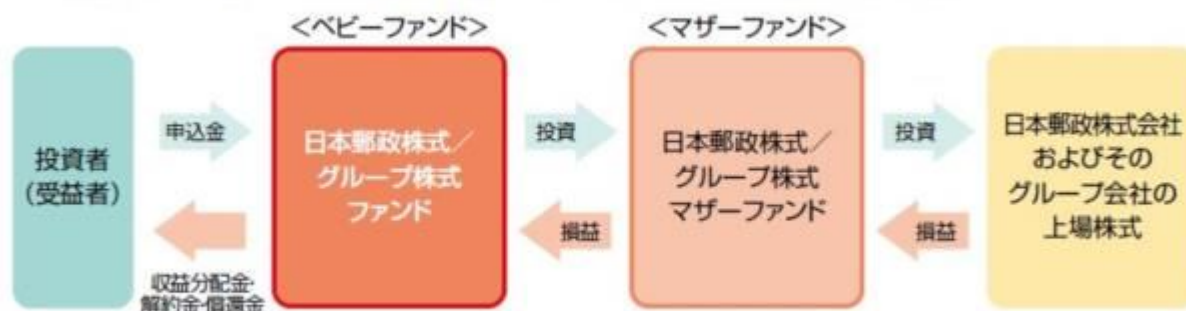 <ベビーファンド>
<マザーファンド>
投資者
(受益者)
申込金
収益分配金・
解約金・償還金
日本郵政株式／
グループ株式
ファンド
投資
損益
日本郵政株式／
グループ株式
マザーファンド
投資
損益
日本郵政株式会社
およびその
グループ会社の
上場株式